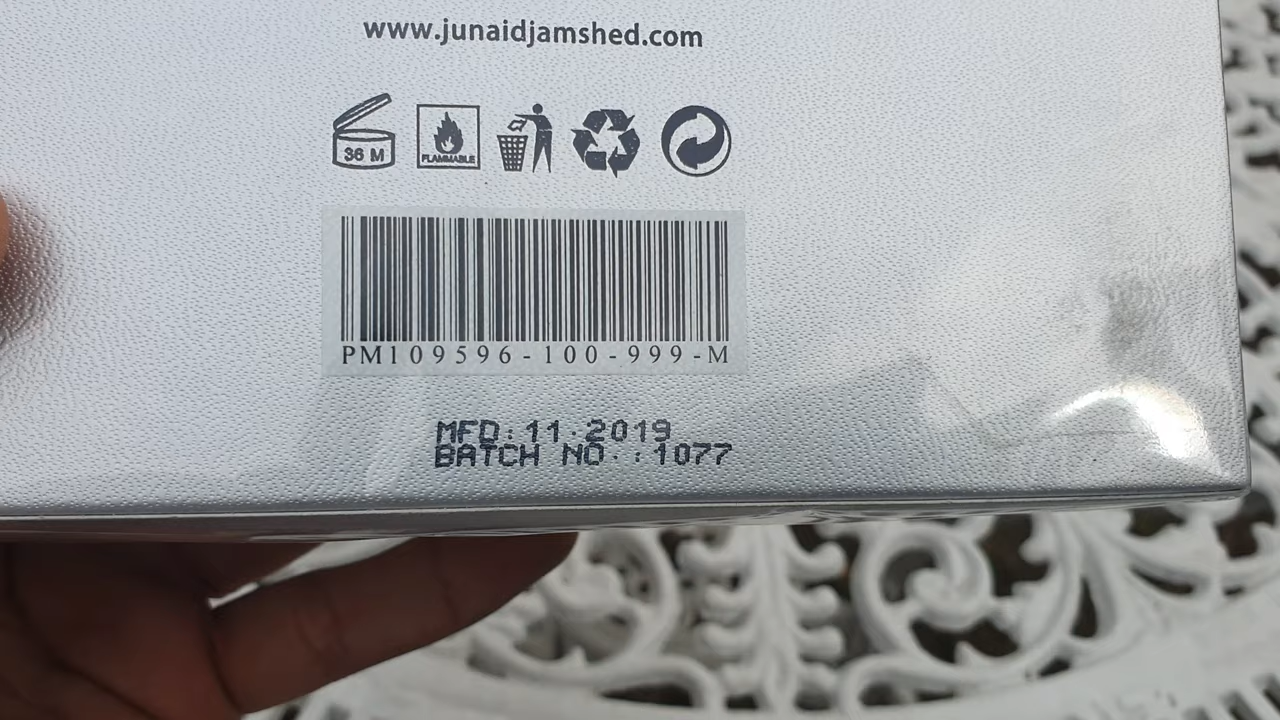 www.junaidjamshed.com
36 M
FLAMMABLE
PM109596-100-999-M
MFD:11.2019
BATCH NO.:1077